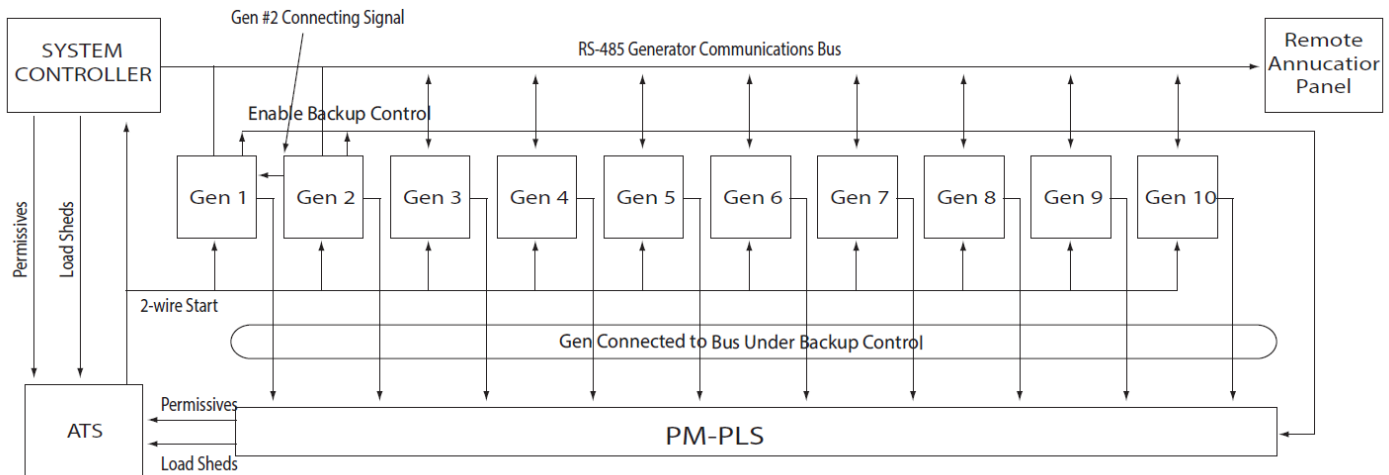 Gen #2 Connecting Signal
SYSTEM
CONTROLLER
RS-485 Generator Communications Bus
Remote
Annucatior
Panel
Enable Backup Control
Gen 1
Gen 2
Gen 3
Gen 4
Gen 5
Gen 6
Gen 7
Gen 8
Gen 9
Gen 10
Permissives
Load Sheds
2-wire Start
Gen Connected to Bus Under Backup Control
ATS
Permissives
Load Sheds
PM-PLS